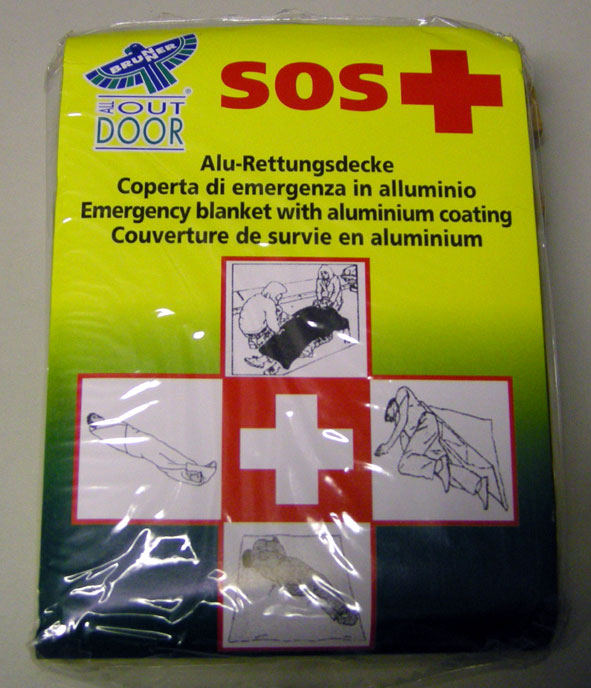 BRUNNER
®
ALL OUT
DOOR
SOS
Alu-Rettungsdecke
Coperta di emergenza in alluminio
Emergency blanket with aluminium coating
Couverture de survie en aluminium